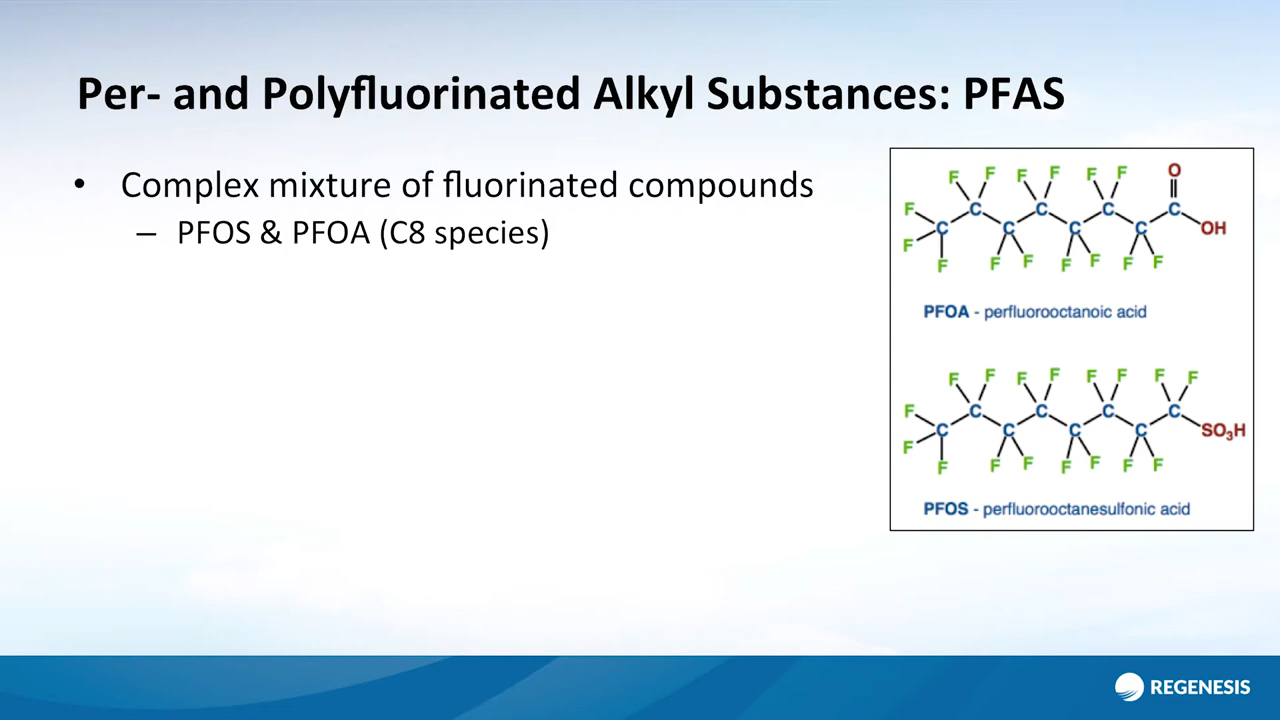 Per- and Polyfluorinated Alkyl Substances: PFAS
• Complex mixture of fluorinated compounds
– PFOS & PFOA (C8 species)
F F F F F F O
F C C C C
C C C C OH
F
F F F F F F F
PFOA - perfluorooctanoic acid
F F F F F F F F
F C C C C
C C C C SO₃H
F
F F F F F F F
PFOS - perfluorooctanesulfonic acid
REGENESIS